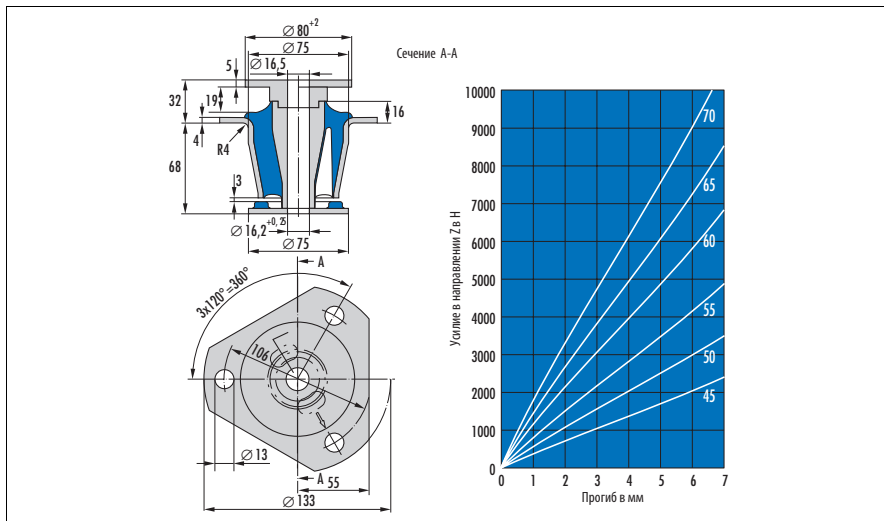 Ø 80+2
Ø 75
Ø 16,5
Сечение А-А
5
32
19
16
4
R4
68
3
Ø 16,2+0,25
Ø 75
A
3x120°=360°
106
Ø 13
A
55
Ø 133
Усилие в направлении Z в Н
10000
9000
8000
7000
6000
5000
4000
3000
2000
1000
0
70
65
60
55
50
45
0 1 2 3 4 5 6 7
Прогиб в мм